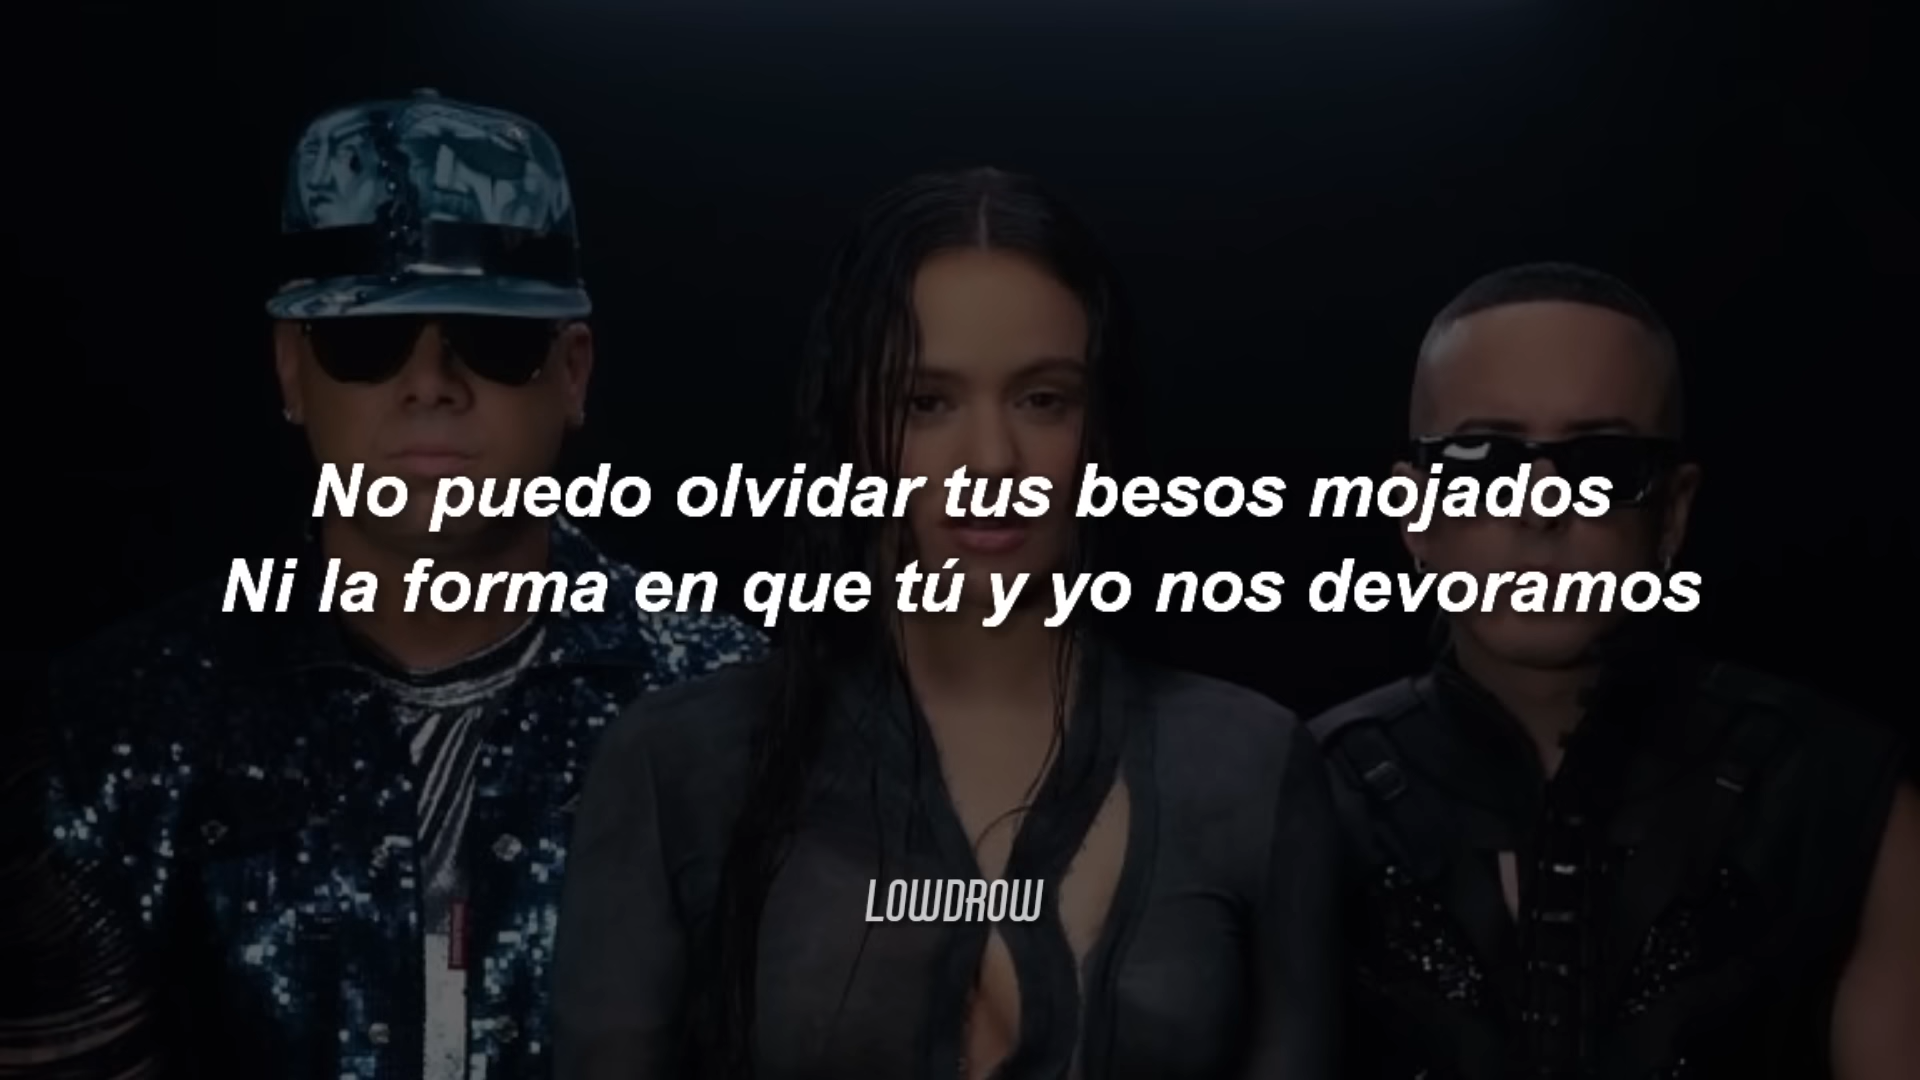 No puedo olvidar tus besos mojados
Ni la forma en que tú y yo nos devoramos
LOWDROW